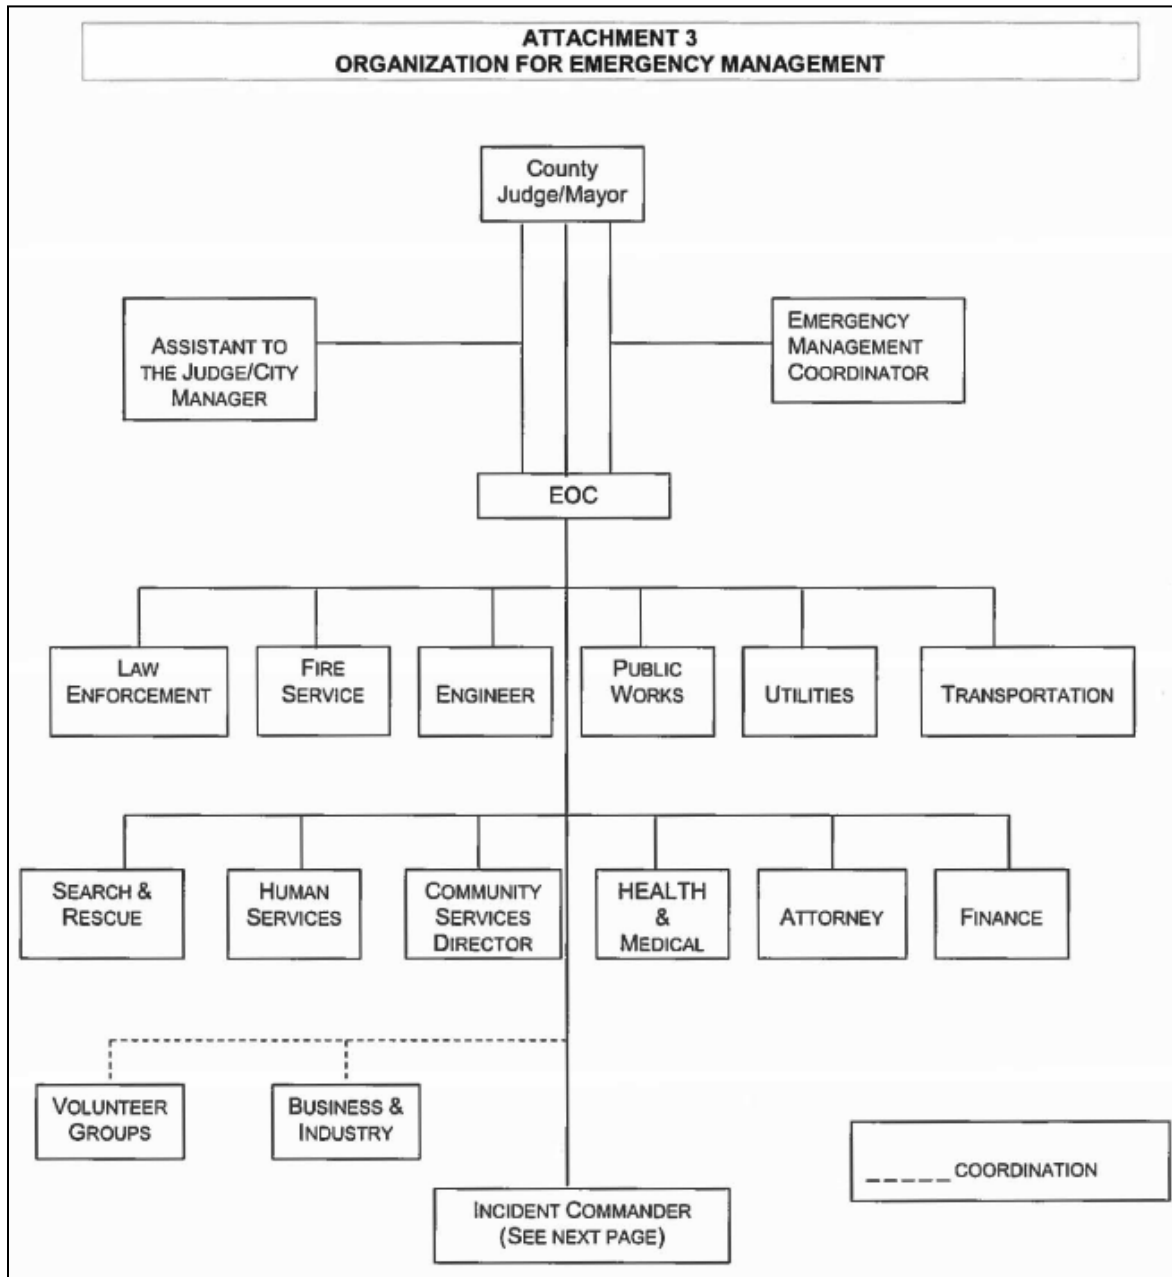 ATTACHMENT 3
ORGANIZATION FOR EMERGENCY MANAGEMENT
County
Judge/Mayor
ASSISTANT TO
THE JUDGE/CITY
MANAGER
EMERGENCY
MANAGEMENT
COORDINATOR
EOC
LAW
ENFORCEMENT
FIRE
SERVICE
ENGINEER
PUBLIC
WORKS
UTILITIES
TRANSPORTATION
SEARCH &
RESCUE
HUMAN
SERVICES
COMMUNITY
SERVICES
DIRECTOR
HEALTH
&
MEDICAL
ATTORNEY
FINANCE
VOLUNTEER
GROUPS
BUSINESS &
INDUSTRY
COORDINATION
INCIDENT COMMANDER
(SEE NEXT PAGE)